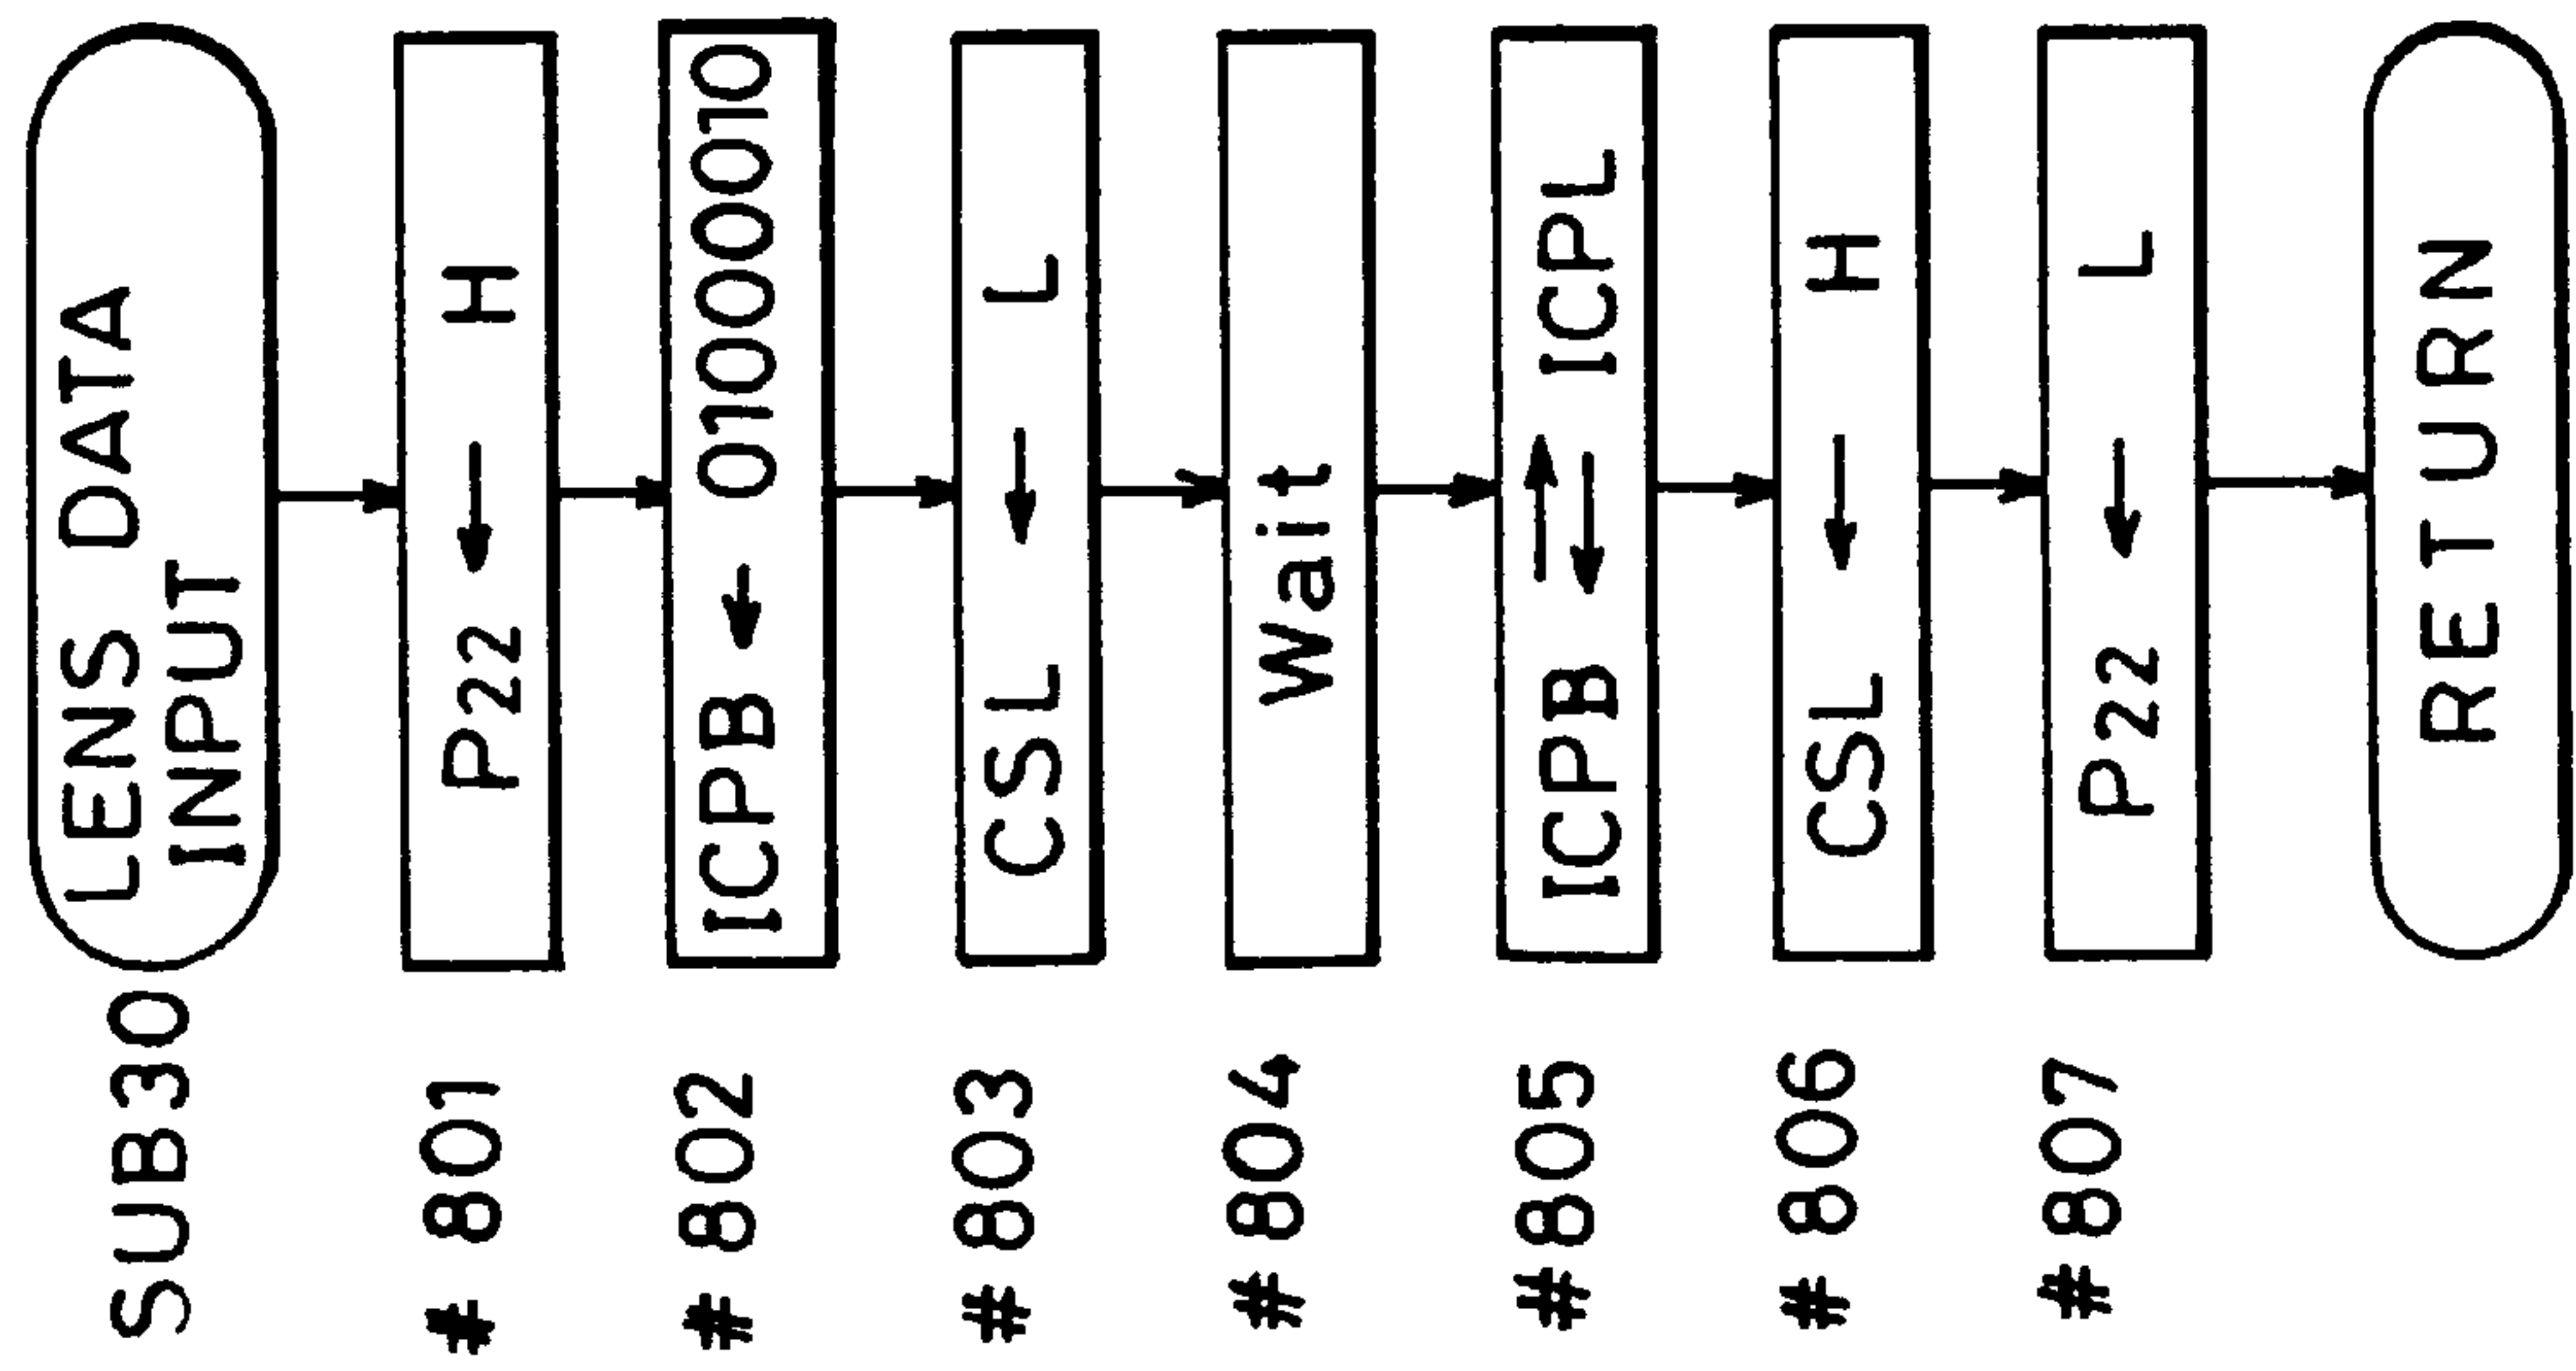 SUB30 LENS DATA
INPUT
# 801 P22 ← H
# 802 ICPB ← 01000010
# 803 CSL ← L
# 804 Wait
#805 ICPB ⇄ ICPL
# 806 CSL ← H
#807 P22 ← L
RETURN